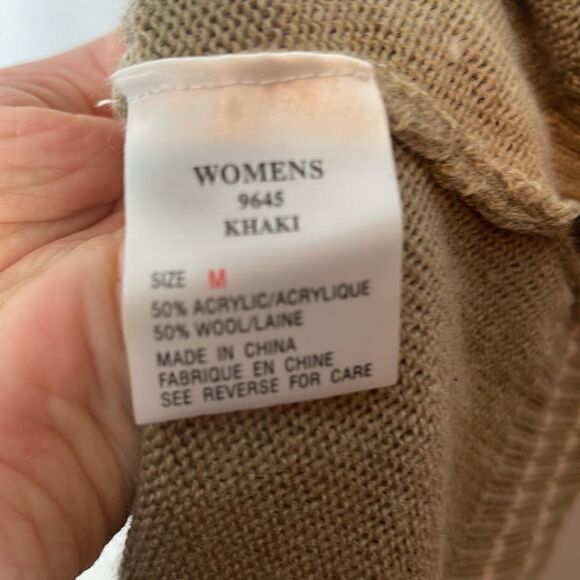 WOMENS
9645
KHAKI
SIZE M
50% ACRYLIC/ACRYLIQUE
50% WOOL/LAINE
MADE IN CHINA
FABRIQUE EN CHINE
SEE REVERSE FOR CARE